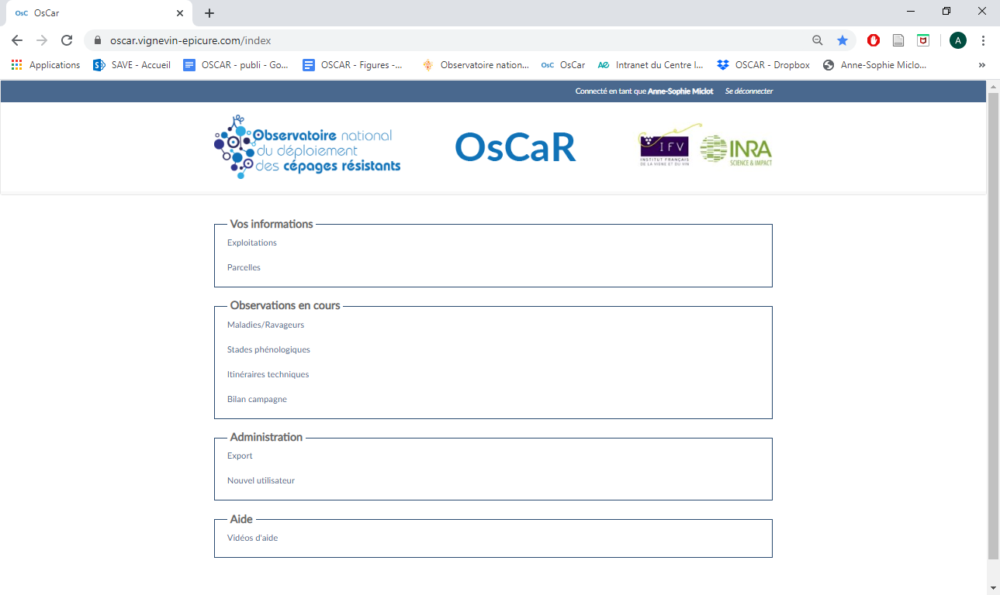 OsC OsCar
oscar.vignevin-epicure.com/index
A
Applications SAVE - Accueil OSCAR - publi - Go... OSCAR - Figures -... Observatoire nation... OsC OsCar Intranet du Centre I... OSCAR - Dropbox Anne-Sophie Miclo... »
Connecté en tant que Anne-Sophie Miclot Se déconnecter
Observatoire national
du déploiement
des cépages résistants
OsCaR
IFV
INSTITUT FRANÇAIS
DE LA VIGNE ET DU VIN
INRA
SCIENCE & IMPACT
Vos informations
Exploitations
Parcelles
Observations en cours
Maladies/Ravageurs
Stades phénologiques
Itinéraires techniques
Bilan campagne
Administration
Export
Nouvel utilisateur
Aide
Vidéos d'aide